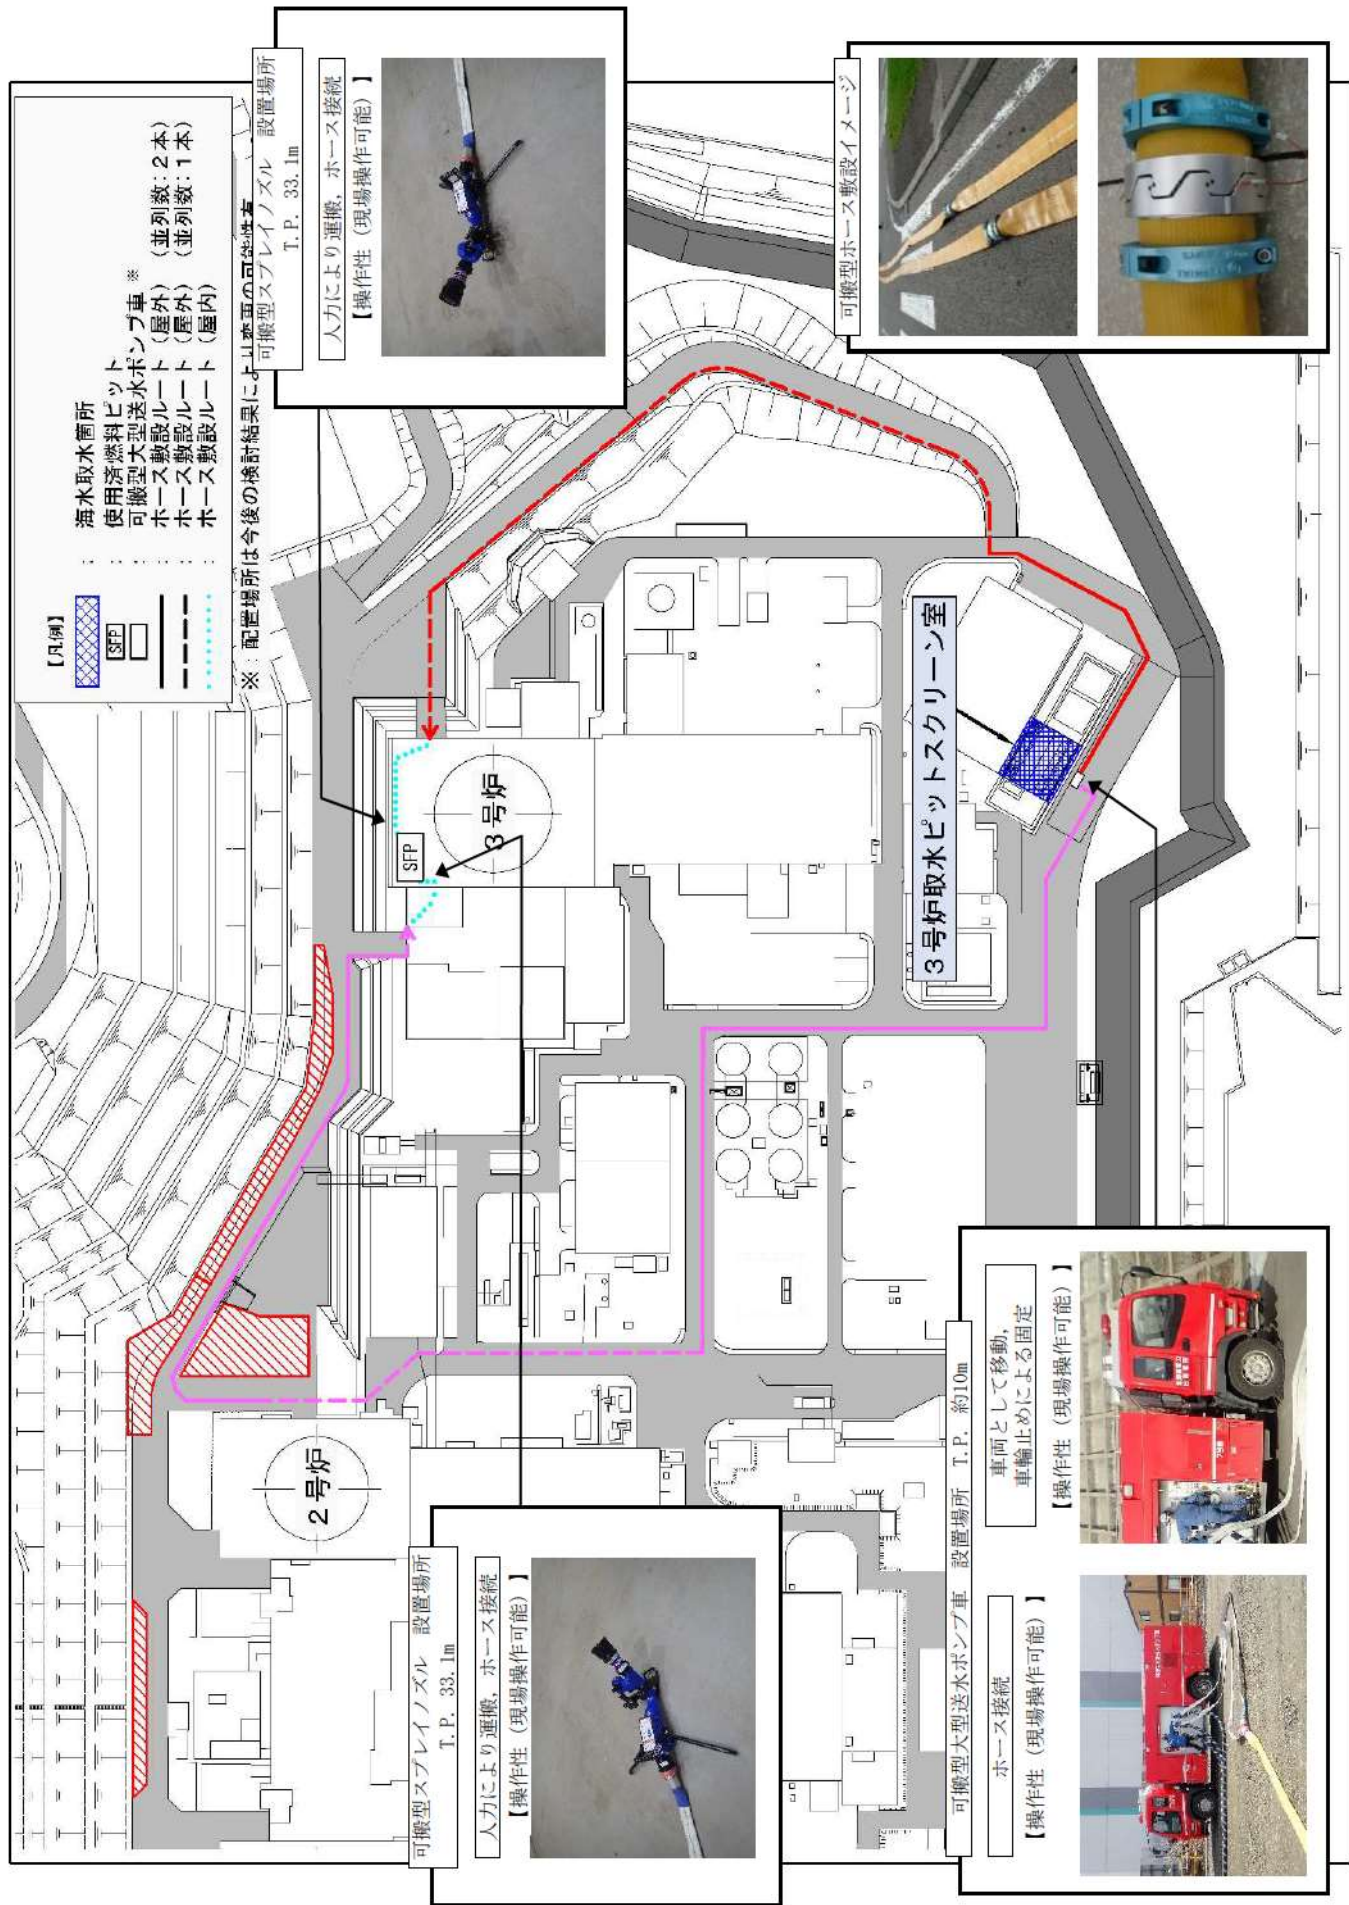 【凡例】
： 海水取水箇所
SFP ： 使用済燃料ピット
： 可搬型大型送水ポンプ車 ※
： ホース敷設ルート（屋外）（並列数：２本）
： ホース敷設ルート（屋外）（並列数：１本）
： ホース敷設ルート（屋内）
※：配置場所は今後の検討結果により変更の可能性有
可搬型スプレイノズル 設置場所
T.P. 33.1m
人力により運搬，ホース接続
【操作性（現場操作可能）】
可搬型ホース敷設イメージ
SFP
３号炉
３号炉取水ピットスクリーン室
２号炉
可搬型スプレイノズル 設置場所
T.P. 33.1m
人力により運搬，ホース接続
【操作性（現場操作可能）】
可搬型大型送水ポンプ車 設置場所 T.P. 約10m
ホース接続
【操作性（現場操作可能）】
車両として移動，
車輪止めによる固定
【操作性（現場操作可能）】